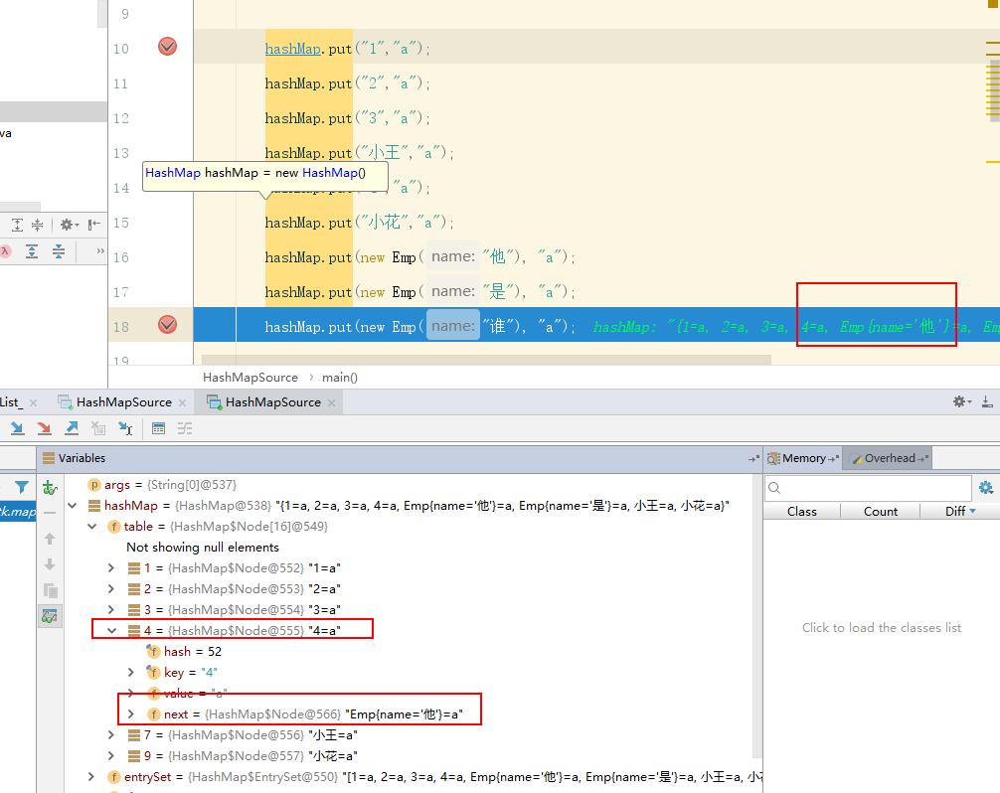 9
10 hashMap.put("1","a");
11 hashMap.put("2","a");
12 hashMap.put("3","a");
va
13 hashMap.put("小王","a");
HashMap hashMap = new HashMap()
14 "a");
15 hashMap.put("小花","a");
16 hashMap.put(new Emp( name: "他"), "a");
17 hashMap.put(new Emp( name: "是"), "a");
18 hashMap.put(new Emp( name: "谁"), "a"); hashMap: "{1=a, 2=a, 3=a, 4=a, Emp{name='他'}=a, Em
19
HashMapSource › main()
List_ × HashMapSource × HashMapSource ×
Variables
Memory Overhead
args = {String[0]@537}
tk.map
hashMap = {HashMap@538} "{1=a, 2=a, 3=a, 4=a, Emp{name='他'}=a, Emp{name='是'}=a, 小王=a, 小花=a}"
Class Count Diff
table = {HashMap$Node[16]@549}
Not showing null elements
1 = {HashMap$Node@552} "1=a"
2 = {HashMap$Node@553} "2=a"
3 = {HashMap$Node@554} "3=a"
4 = {HashMap$Node@555} "4=a"
Click to load the classes list
hash = 52
key = "4"
value = "a"
next = {HashMap$Node@566} "Emp{name='他'}=a"
7 = {HashMap$Node@556} "小王=a"
9 = {HashMap$Node@557} "小花=a"
entrySet = {HashMap$EntrySet@550} "[1=a, 2=a, 3=a, 4=a, Emp{name='他'}=a, Emp{name='是'}=a, 小王=a, 小